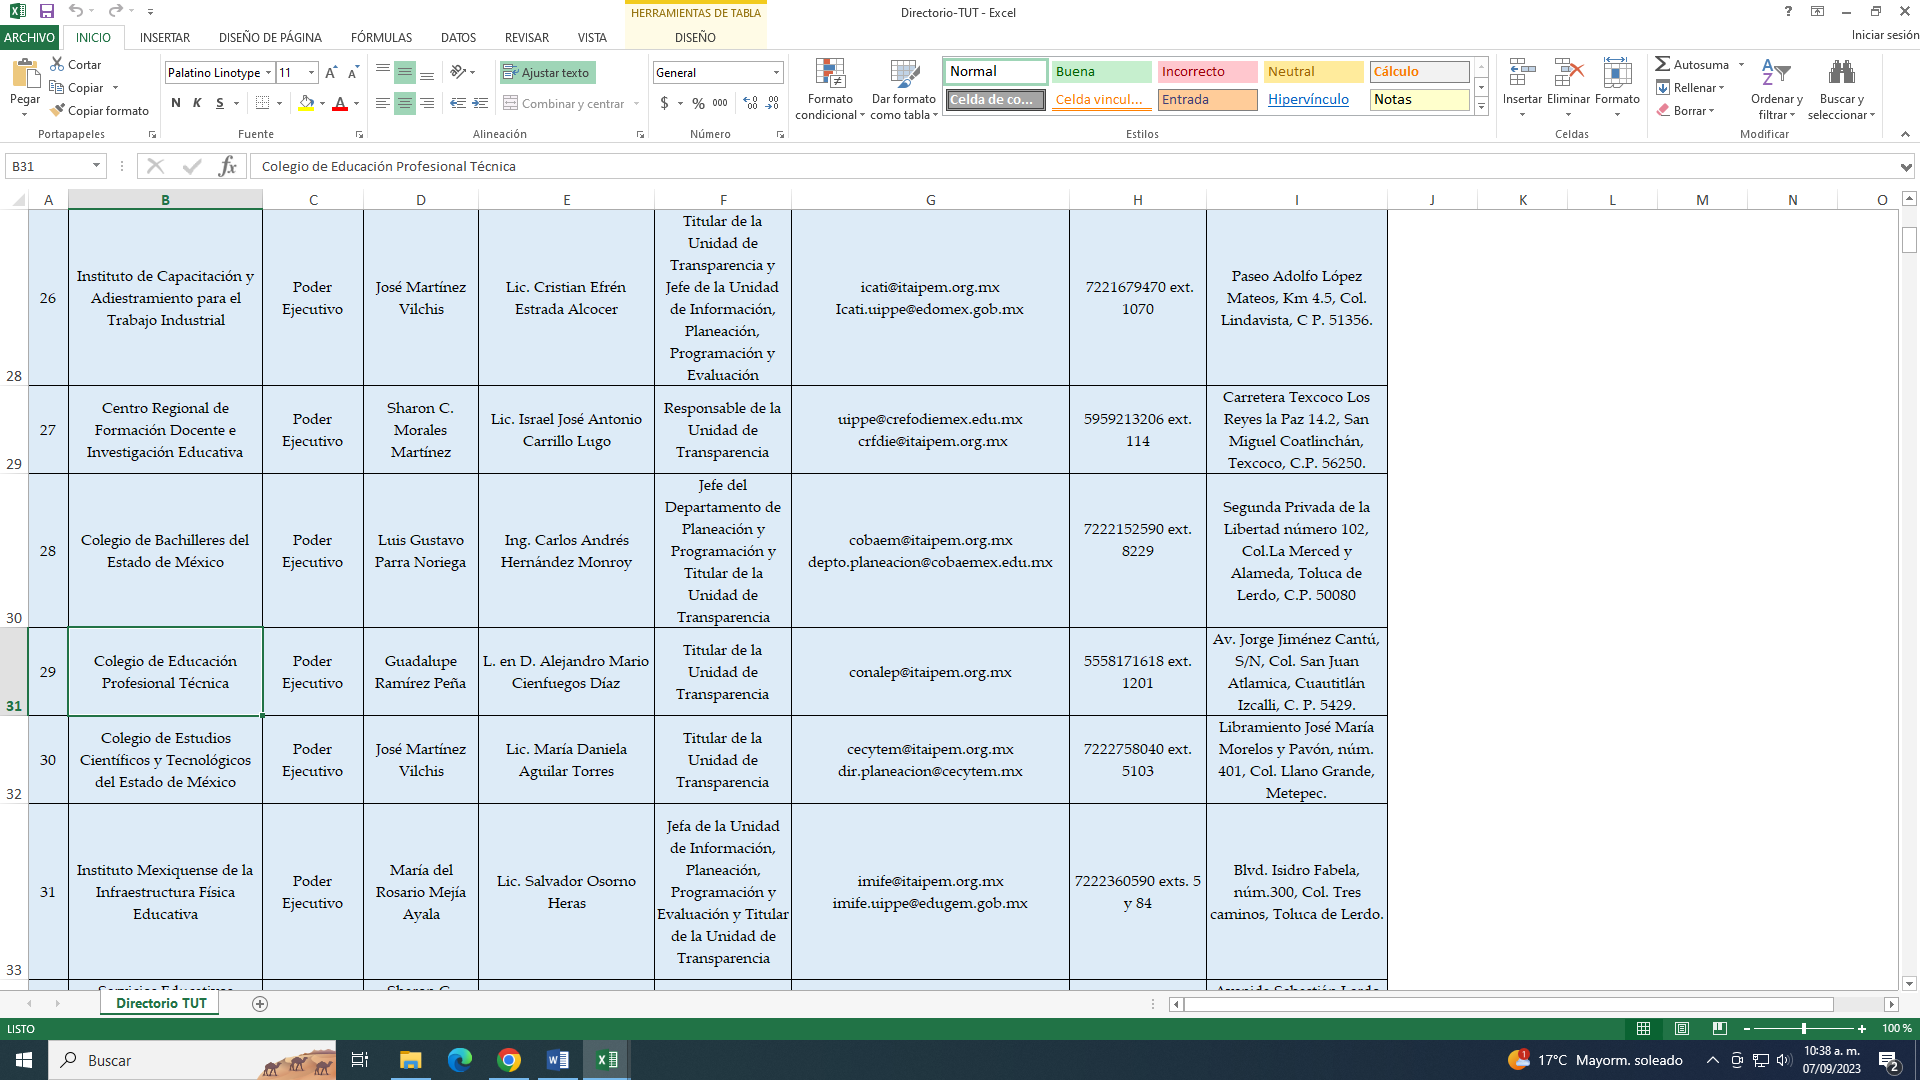 HERRAMIENTAS DE TABLA
Directorio-TUT - Excel
ARCHIVO INICIO INSERTAR DISEÑO DE PÁGINA FÓRMULAS DATOS REVISAR VISTA DISEÑO
Iniciar sesión
Pegar
Cortar
Copiar
Copiar formato
Portapapeles
Palatino Linotype 11
N K S
Fuente
Ajustar texto
Combinar y centrar
Alineación
General
$ % 000
Número
Formato condicional
Dar formato como tabla
Normal Buena Incorrecto Neutral Cálculo
Celda de co... Celda vincul... Entrada Hipervínculo Notas
Estilos
Insertar Eliminar Formato
Celdas
Autosuma
Rellenar
Borrar
Ordenar y filtrar
Buscar y seleccionar
Modificar
B31
fx
Colegio de Educación Profesional Técnica
A B C D E F G H I J K L M N O
28
26
Instituto de Capacitación y
Adiestramiento para el
Trabajo Industrial
Poder
Ejecutivo
José Martínez
Vilchis
Lic. Cristian Efrén
Estrada Alcocer
Titular de la
Unidad de
Transparencia y
Jefe de la Unidad
de Información,
Planeación,
Programación y
Evaluación
icati@itaipem.org.mx
Icati.uippe@edomex.gob.mx
7221679470 ext.
1070
Paseo Adolfo López
Mateos, Km 4.5, Col.
Lindavista, C P. 51356.
29
27
Centro Regional de
Formación Docente e
Investigación Educativa
Poder
Ejecutivo
Sharon C.
Morales
Martínez
Lic. Israel José Antonio
Carrillo Lugo
Responsable de la
Unidad de
Transparencia
uippe@crefodiemex.edu.mx
crfdie@itaipem.org.mx
5959213206 ext.
114
Carretera Texcoco Los
Reyes la Paz 14.2, San
Miguel Coatlinchán,
Texcoco, C.P. 56250.
30
28
Colegio de Bachilleres del
Estado de México
Poder
Ejecutivo
Luis Gustavo
Parra Noriega
Ing. Carlos Andrés
Hernández Monroy
Jefe del
Departamento de
Planeación y
Programación y
Titular de la
Unidad de
Transparencia
cobaem@itaipem.org.mx
depto.planeacion@cobaemex.edu.mx
7222152590 ext.
8229
Segunda Privada de la
Libertad número 102,
Col.La Merced y
Alameda, Toluca de
Lerdo, C.P. 50080
31
29
Colegio de Educación
Profesional Técnica
Poder
Ejecutivo
Guadalupe
Ramírez Peña
L. en D. Alejandro Mario
Cienfuegos Díaz
Titular de la
Unidad de
Transparencia
conalep@itaipem.org.mx
5558171618 ext.
1201
Av. Jorge Jiménez Cantú,
S/N, Col. San Juan
Atlamica, Cuautitlán
Izcalli, C. P. 5429.
32
30
Colegio de Estudios
Científicos y Tecnológicos
del Estado de México
Poder
Ejecutivo
José Martínez
Vilchis
Lic. María Daniela
Aguilar Torres
Titular de la
Unidad de
Transparencia
cecytem@itaipem.org.mx
dir.planeacion@cecytem.mx
7222758040 ext.
5103
Libramiento José María
Morelos y Pavón, núm.
401, Col. Llano Grande,
Metepec.
33
31
Instituto Mexiquense de la
Infraestructura Física
Educativa
Poder
Ejecutivo
María del
Rosario Mejía
Ayala
Lic. Salvador Osorno
Heras
Jefa de la Unidad
de Información,
Planeación,
Programación y
Evaluación y Titular
de la Unidad de
Transparencia
imife@itaipem.org.mx
imife.uippe@edugem.gob.mx
7222360590 exts. 5
y 84
Blvd. Isidro Fabela,
núm.300, Col. Tres
caminos, Toluca de Lerdo.
Directorio TUT
LISTO
100 %
Buscar
1
17°C Mayorm. soleado
10:38 a. m.
07/09/2023
2